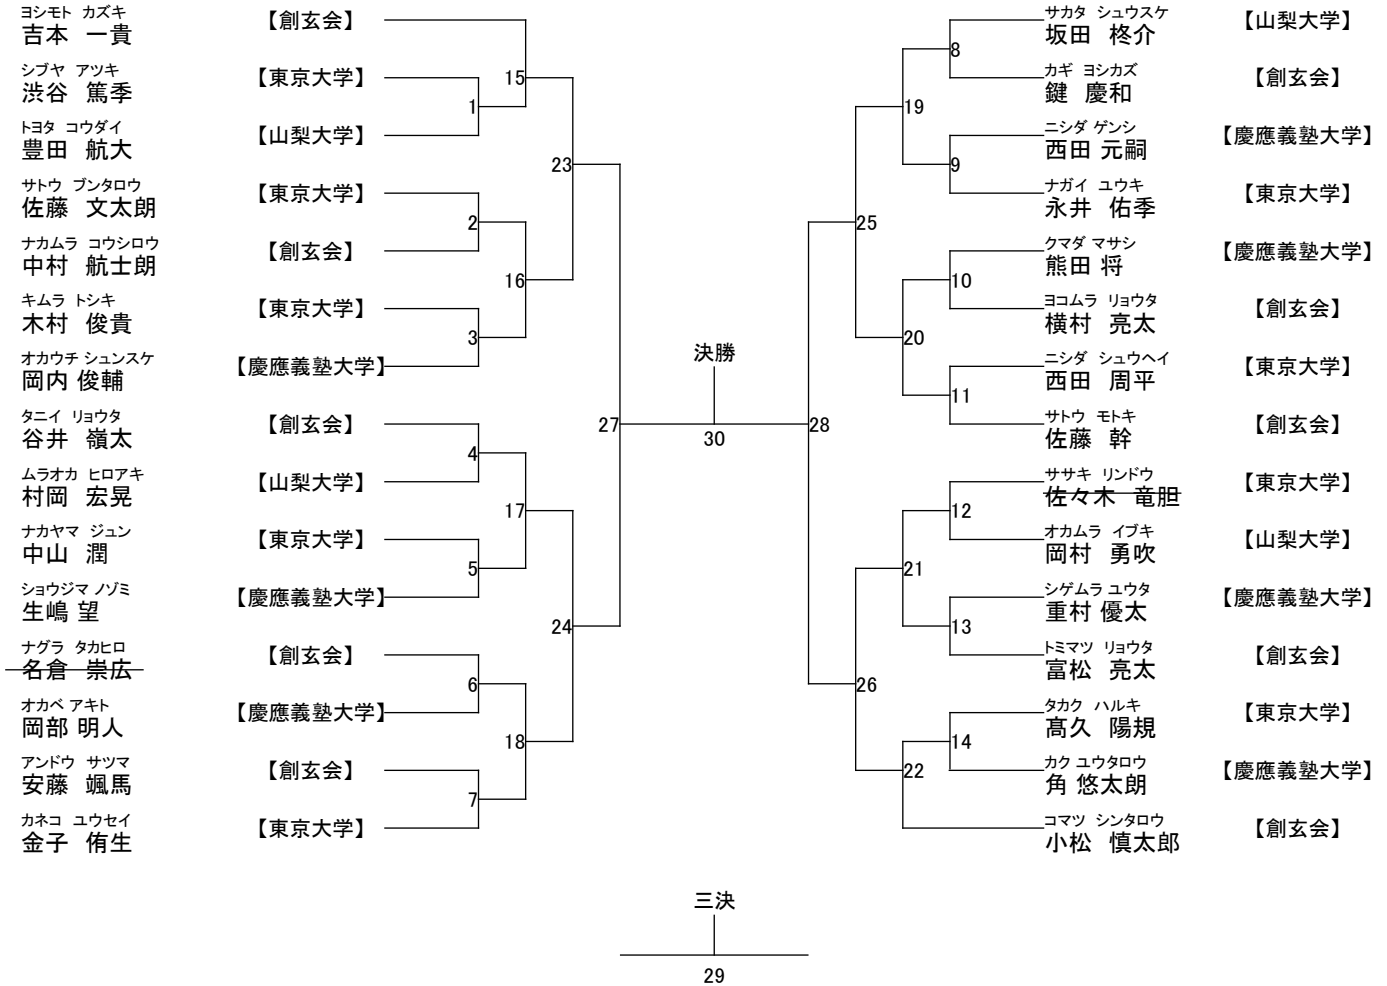 ヨシモト カズキ
吉本 一貴 【創玄会】
シブヤ アツキ
渋谷 篤季 【東京大学】
トヨタ コウダイ
豊田 航大 【山梨大学】
サトウ ブンタロウ
佐藤 文太朗 【東京大学】
ナカムラ コウシロウ
中村 航士朗 【創玄会】
キムラ トシキ
木村 俊貴 【東京大学】
オカウチ シュンスケ
岡内 俊輔 【慶應義塾大学】
タニイ リョウタ
谷井 嶺太 【創玄会】
ムラオカ ヒロアキ
村岡 宏晃 【山梨大学】
ナカヤマ ジュン
中山 潤 【東京大学】
ショウジマ ノゾミ
生嶋 望 【慶應義塾大学】
ナグラ タカヒロ
名倉 崇広 【創玄会】
オカベ アキト
岡部 明人 【慶應義塾大学】
アンドウ サツマ
安藤 颯馬 【創玄会】
カネコ ユウセイ
金子 侑生 【東京大学】
1
2
3
4
5
6
7
15
16
17
18
23
24
27
決勝
30
28
25
26
19
20
21
22
8
9
10
11
12
13
14
サカタ シュウスケ
坂田 柊介 【山梨大学】
カギ ヨシカズ
鍵 慶和 【創玄会】
ニシダ ゲンシ
西田 元嗣 【慶應義塾大学】
ナガイ ユウキ
永井 佑季 【東京大学】
クマダ マサシ
熊田 将 【慶應義塾大学】
ヨコムラ リョウタ
横村 亮太 【創玄会】
ニシダ シュウヘイ
西田 周平 【東京大学】
サトウ モトキ
佐藤 幹 【創玄会】
ササキ リンドウ
佐々木 竜胆 【東京大学】
オカムラ イブキ
岡村 勇吹 【山梨大学】
シゲムラ ユウタ
重村 優太 【慶應義塾大学】
トミマツ リョウタ
富松 亮太 【創玄会】
タカク ハルキ
髙久 陽規 【東京大学】
カク ユウタロウ
角 悠太朗 【慶應義塾大学】
コマツ シンタロウ
小松 慎太郎 【創玄会】
三決
29